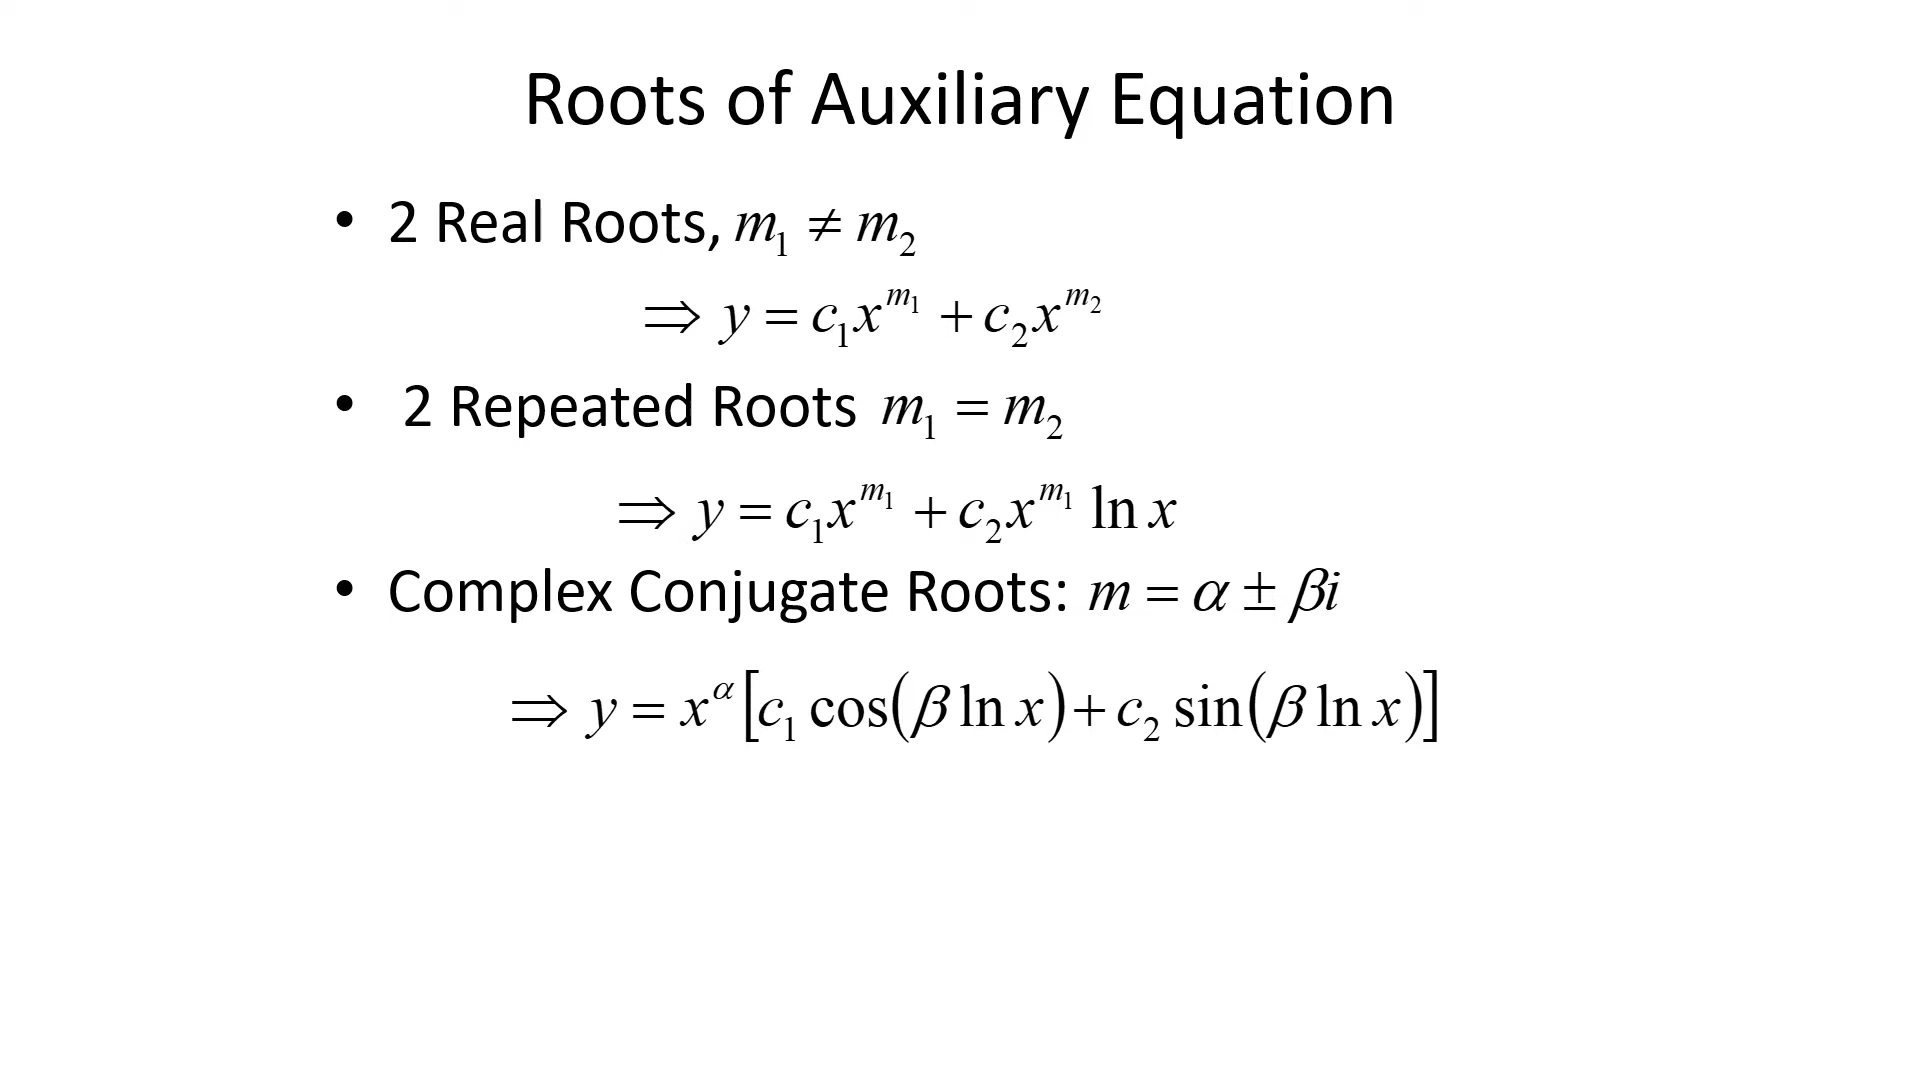 Roots of Auxiliary Equation
• 2 Real Roots, m₁ ≠ m₂
⇒ y = c₁x^{m₁} + c₂x^{m₂}
• 2 Repeated Roots m₁ = m₂
⇒ y = c₁x^{m₁} + c₂x^{m₁} ln x
• Complex Conjugate Roots: m = α ± βi
⇒ y = x^α [c₁ cos(β ln x) + c₂ sin(β ln x)]